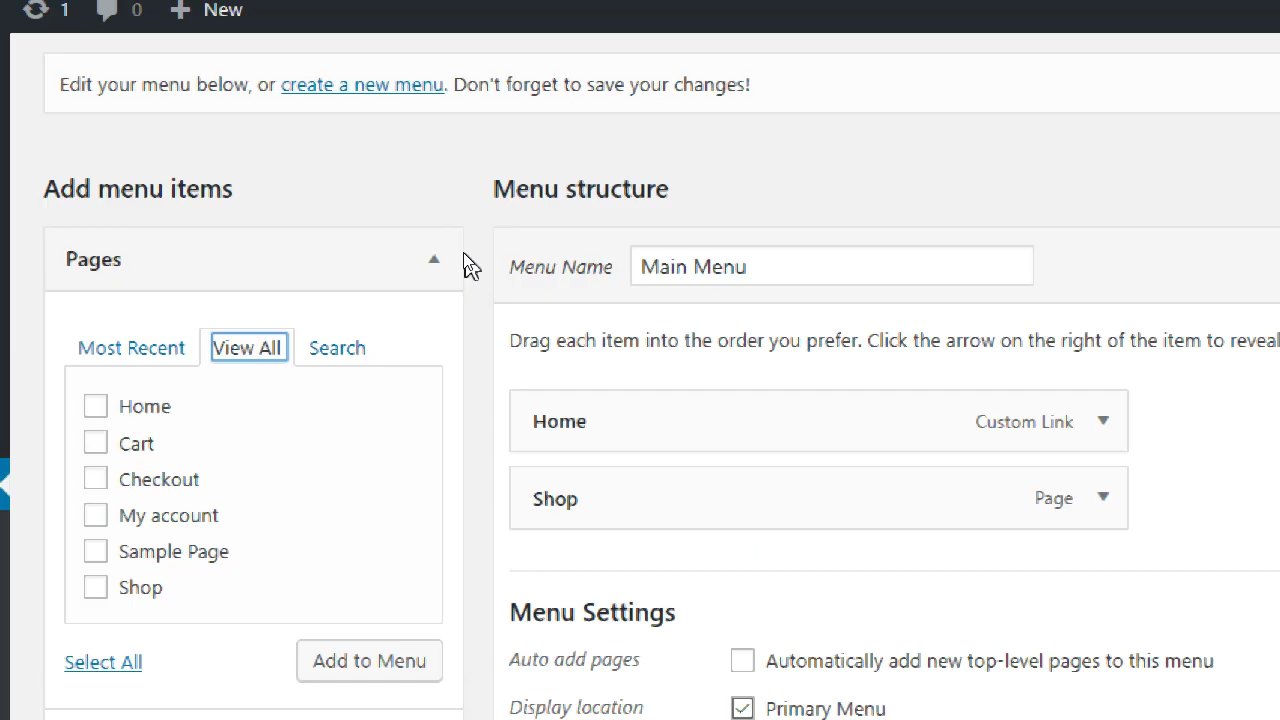 1 0 New
Edit your menu below, or create a new menu. Don't forget to save your changes!
Add menu items
Menu structure
Pages
Menu Name Main Menu
Most Recent View All Search
Drag each item into the order you prefer. Click the arrow on the right of the item to reveal
Home
Cart
Checkout
My account
Sample Page
Shop
Select All Add to Menu
Home Custom Link
Shop Page
Menu Settings
Auto add pages Automatically add new top-level pages to this menu
Display location Primary Menu